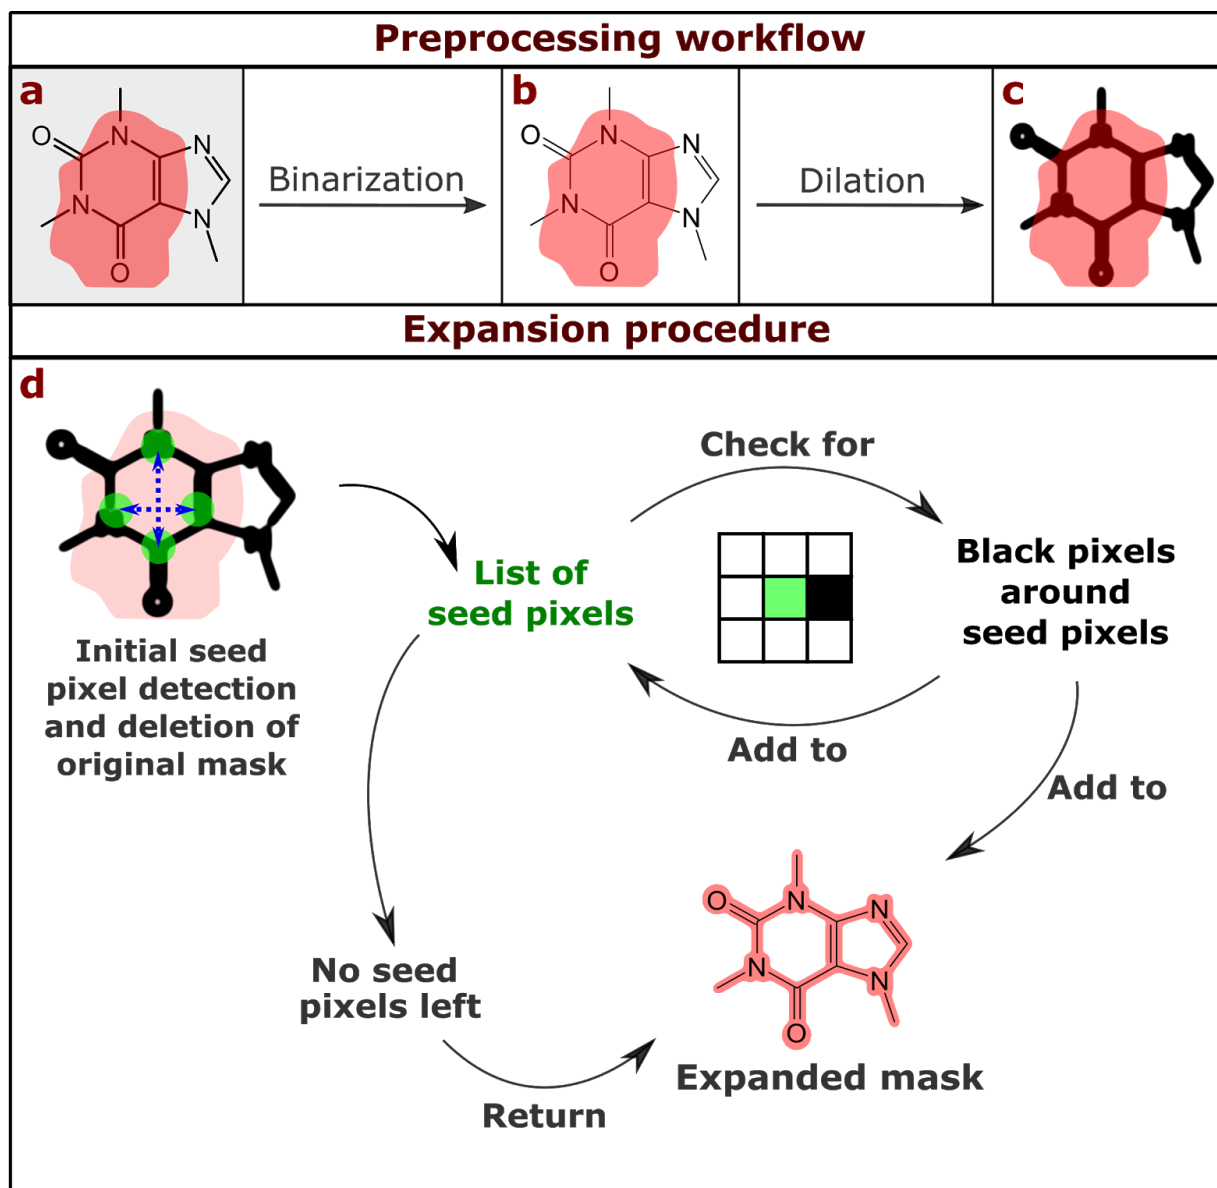 Preprocessing workflow
a
b
c
N
O
N
N
N
O
Binarization
N
O
N
N
N
O
Dilation
Expansion procedure
d
Initial seed
pixel detection
and deletion of
original mask
List of
seed pixels
Check for
Black pixels
around
seed pixels
Add to
Add to
No seed
pixels left
Return
O
N
N
N
N
O
Expanded mask